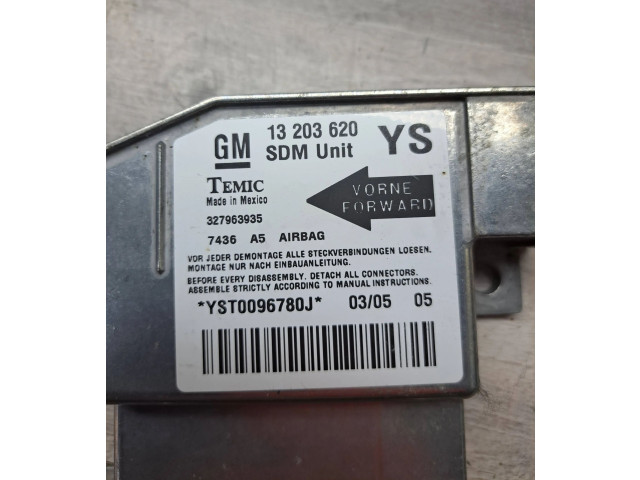 GM 13 203 620 YS
SDM Unit
TEMIC
Made in Mexico
VORNE
FORWARD
327963935
7436 A5 AIRBAG
VOR JEDER DEMONTAGE ALLE STECKVERBINDUNGEN LOESEN.
MONTAGE NUR NACH EINBAUANLEITUNG.
BEFORE EVERY DISASSEMBLY, DETACH ALL CONNECTORS.
ASSEMBLE STRICTLY ACCORDING TO MANUAL INSTRUCTIONS.
*YST0096780J* 03/05 05